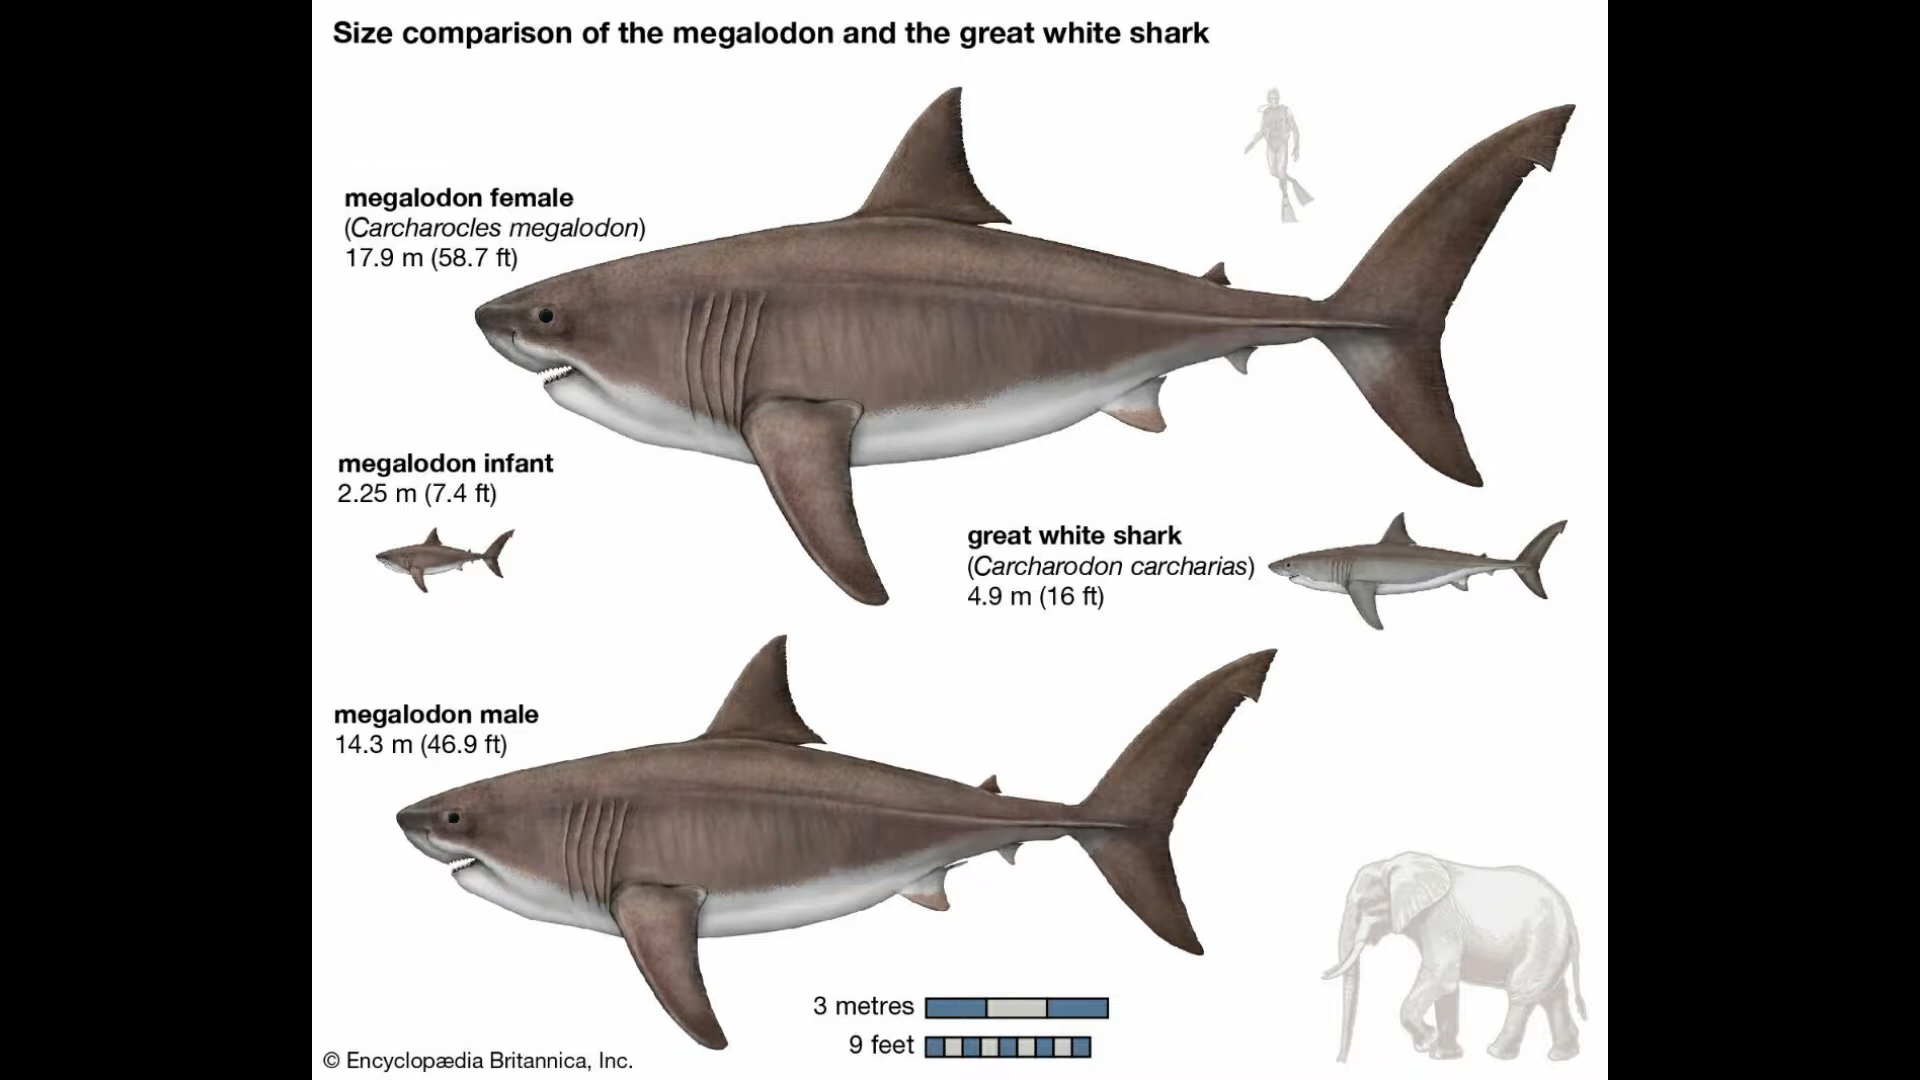 Size comparison of the megalodon and the great white shark
megalodon female
(Carcharocles megalodon)
17.9 m (58.7 ft)
megalodon infant
2.25 m (7.4 ft)
great white shark
(Carcharodon carcharias)
4.9 m (16 ft)
megalodon male
14.3 m (46.9 ft)
3 metres
9 feet
© Encyclopædia Britannica, Inc.